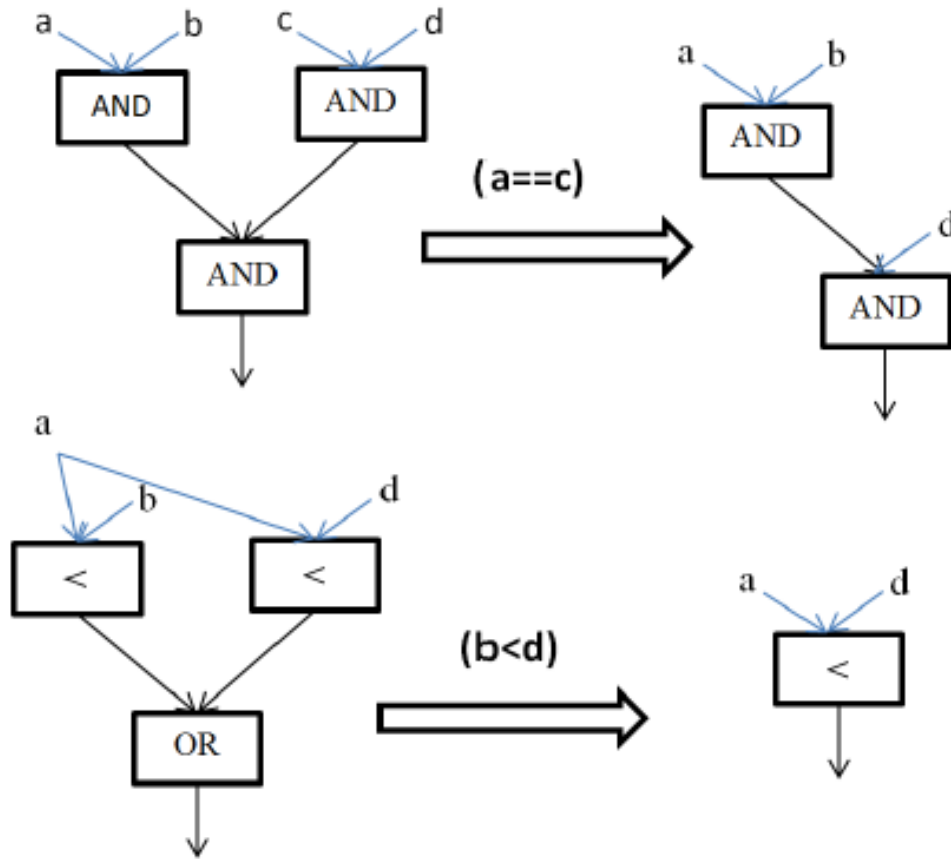 a b c d
a b
AND AND
AND
(a==c)
d
AND
AND
a
b d
< <
a d
(b<d)
<
OR